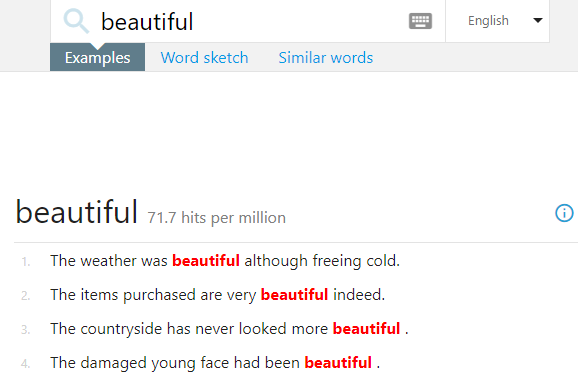 beautiful English
Examples Word sketch Similar words
beautiful 71.7 hits per million
1. The weather was beautiful although freeing cold.
2. The items purchased are very beautiful indeed.
3. The countryside has never looked more beautiful .
4. The damaged young face had been beautiful .